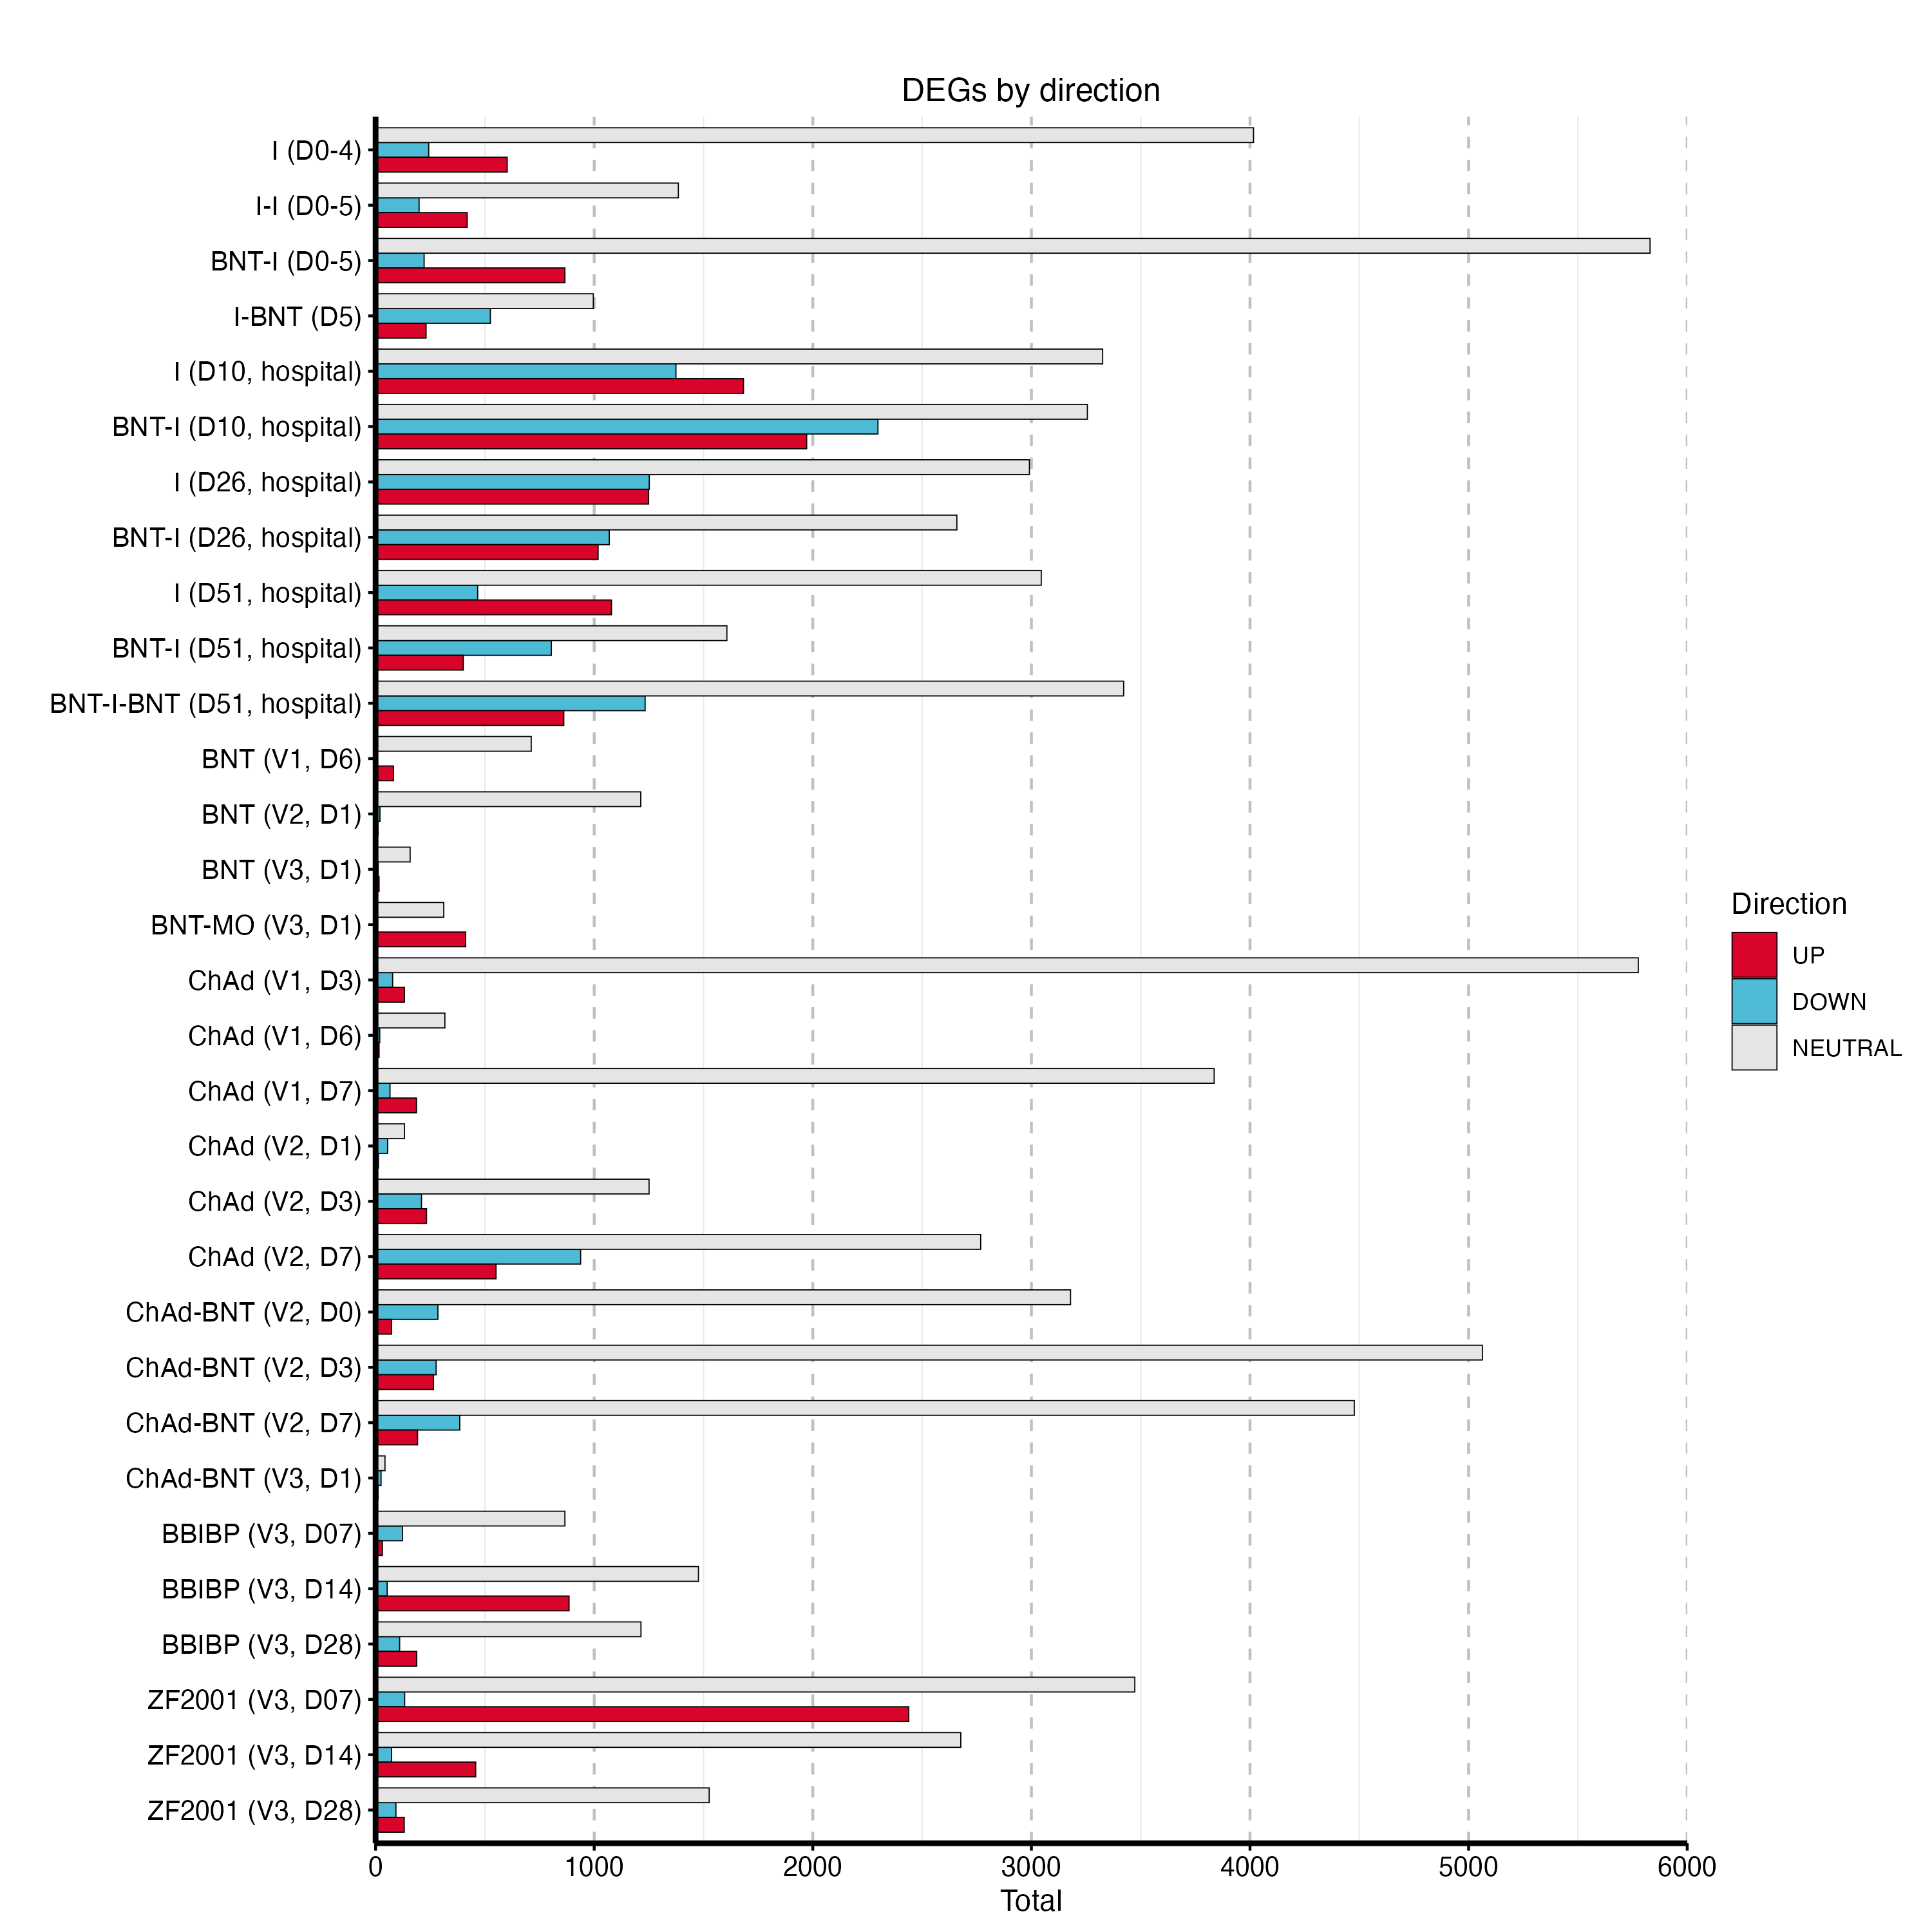 DEGs by direction
I (D0-4)
I-I (D0-5)
BNT-I (D0-5)
I-BNT (D5)
I (D10, hospital)
BNT-I (D10, hospital)
I (D26, hospital)
BNT-I (D26, hospital)
I (D51, hospital)
BNT-I (D51, hospital)
BNT-I-BNT (D51, hospital)
BNT (V1, D6)
BNT (V2, D1)
BNT (V3, D1)
BNT-MO (V3, D1)
ChAd (V1, D3)
ChAd (V1, D6)
ChAd (V1, D7)
ChAd (V2, D1)
ChAd (V2, D3)
ChAd (V2, D7)
ChAd-BNT (V2, D0)
ChAd-BNT (V2, D3)
ChAd-BNT (V2, D7)
ChAd-BNT (V3, D1)
BBIBP (V3, D07)
BBIBP (V3, D14)
BBIBP (V3, D28)
ZF2001 (V3, D07)
ZF2001 (V3, D14)
ZF2001 (V3, D28)
0 1000 2000 3000 4000 5000 6000
Total
Direction
UP
DOWN
NEUTRAL